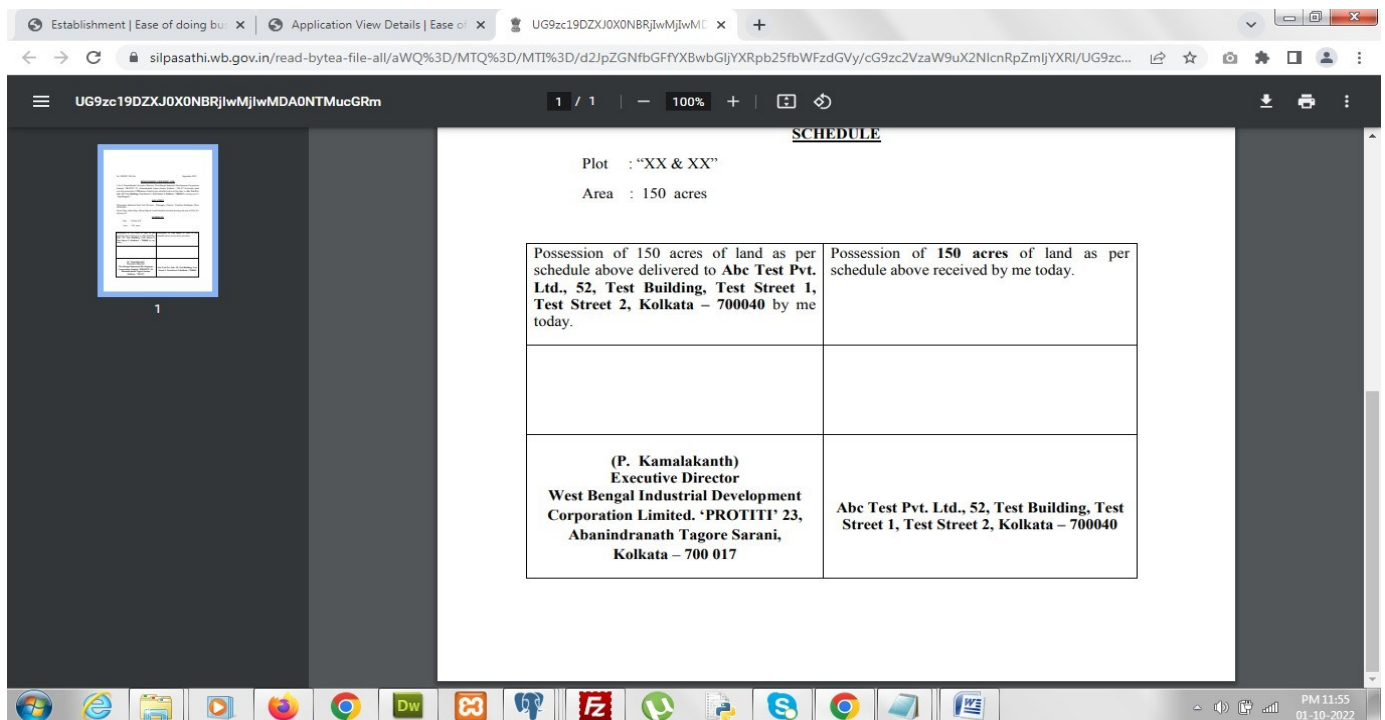 Establishment | Ease of doing bu
Application View Details | Ease of
UG9zc19DZXJ0X0NBRjIwMjIwMD
silpasathi.wb.gov.in/read-bytea-file-all/aWQ%3D/MTQ%3D/MTI%3D/d2JpZGNfbGFfYXBwbGljYXRpb25fbWFzdGVy/cG9zc2VzaW9uX2NlcnRpZmljYXRl/UG9zc...
UG9zc19DZXJ0X0NBRjIwMjIwMDA0NTMucGRm
1 / 1
100%
1
SCHEDULE
Plot : “XX & XX”
Area : 150 acres
Possession of 150 acres of land as per
schedule above delivered to Abc Test Pvt.
Ltd., 52, Test Building, Test Street 1,
Test Street 2, Kolkata – 700040 by me
today.
Possession of 150 acres of land as per
schedule above received by me today.
(P. Kamalakanth)
Executive Director
West Bengal Industrial Development
Corporation Limited. ‘PROTITI’ 23,
Abanindranath Tagore Sarani,
Kolkata – 700 017
Abc Test Pvt. Ltd., 52, Test Building, Test
Street 1, Test Street 2, Kolkata – 700040
Dw
Fz
PM 11:55
01-10-2022